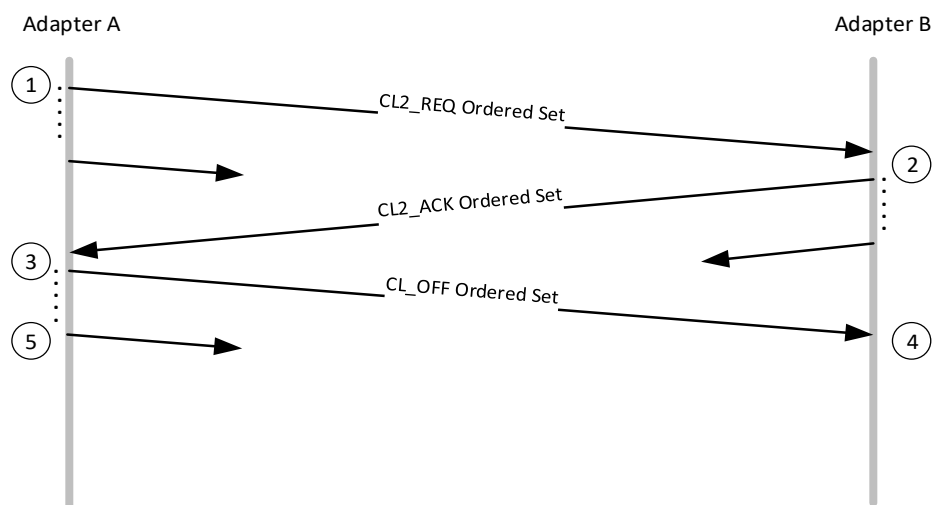 Adapter A
Adapter B
1
CL2_REQ Ordered Set
2
CL2_ACK Ordered Set
3
CL_OFF Ordered Set
5
4